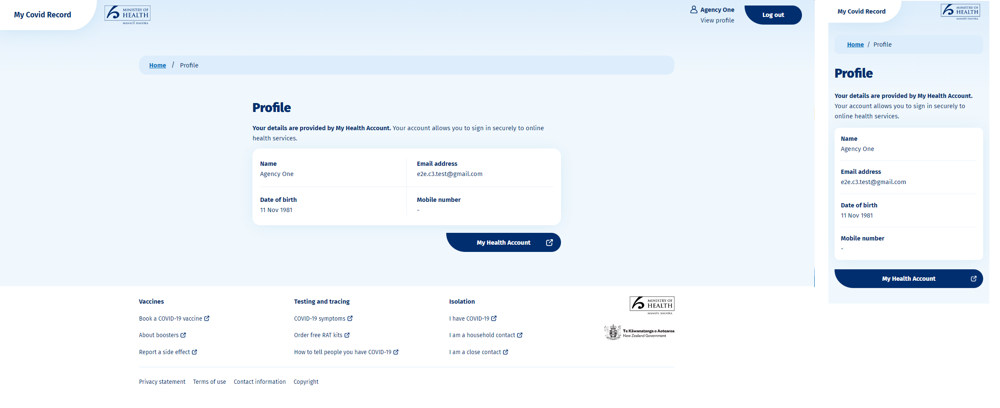 My Covid Record
MINISTRY OF
HEALTH
MANATŪ HAUORA
Agency One
View profile
Log out
Home / Profile
Profile
Your details are provided by My Health Account. Your account allows you to sign in securely to online
health services.
Name
Agency One
Email address
e2e.c3.test@gmail.com
Date of birth
11 Nov 1981
Mobile number
-
My Health Account
Vaccines
Book a COVID-19 vaccine
About boosters
Report a side effect
Testing and tracing
COVID-19 symptoms
Order free RAT kits
How to tell people you have COVID-19
Isolation
I have COVID-19
I am a household contact
I am a close contact
MINISTRY OF
HEALTH
MANATU HAUORA
Te Kāwanatanga o Aotearoa
New Zealand Government
Privacy statement
Terms of use
Contact information
Copyright
My Covid Record
MINISTRY OF
HEALTH
MANATU HAUORA
Home / Profile
Profile
Your details are provided by My Health Account.
Your account allows you to sign in securely to
online health services.
Name
Agency One
Email address
e2e.c3.test@gmail.com
Date of birth
11 Nov 1981
Mobile number
-
My Health Account